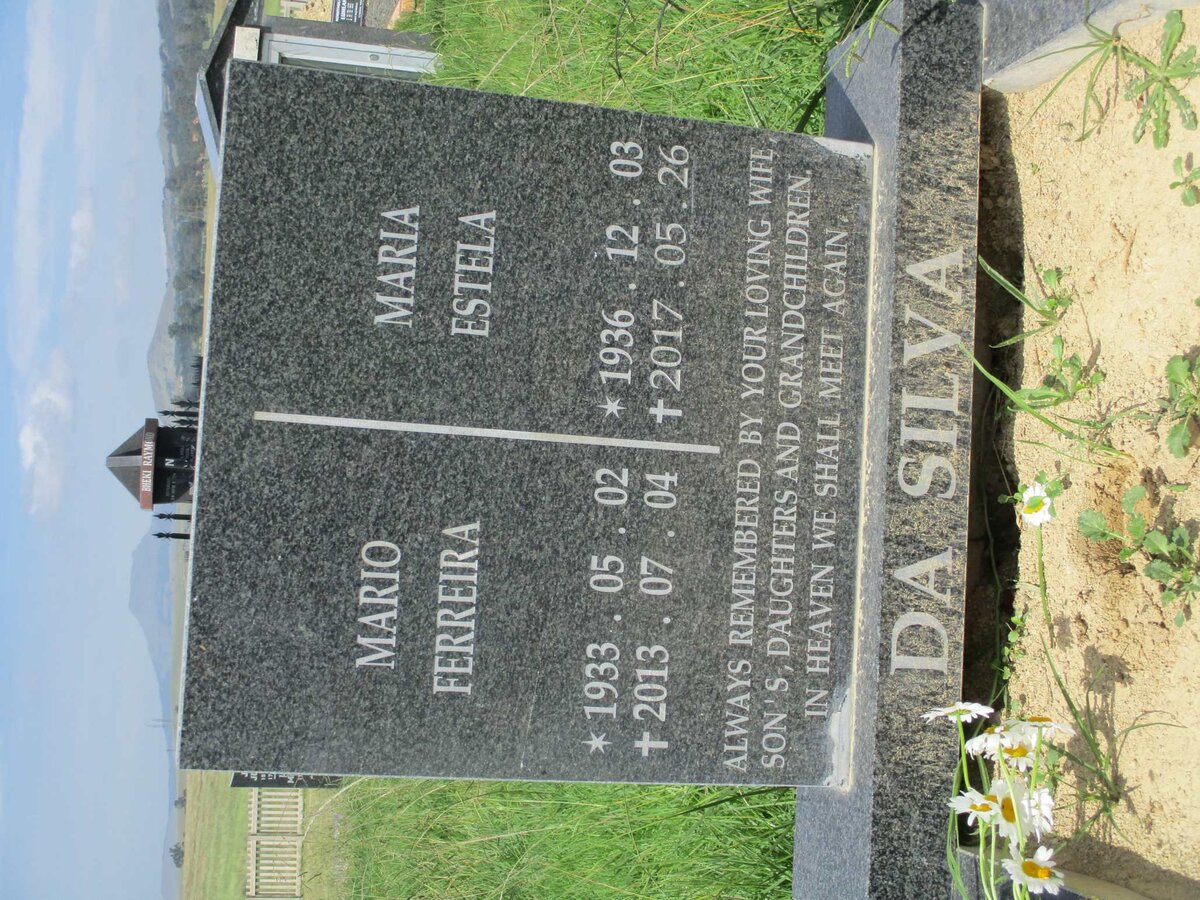 MARIO
FERREIRA
* 1933 . 05 . 02
✝ 2013 . 07 . 04
MARIA
ESTELA
* 1936 . 12 . 03
✝ 2017 . 05 . 26
ALWAYS REMEMBERED BY YOUR LOVING WIFE,
SON'S, DAUGHTERS AND GRANDCHILDREN.
IN HEAVEN WE SHALL MEET AGAIN.
DA SILVA
BHEKI